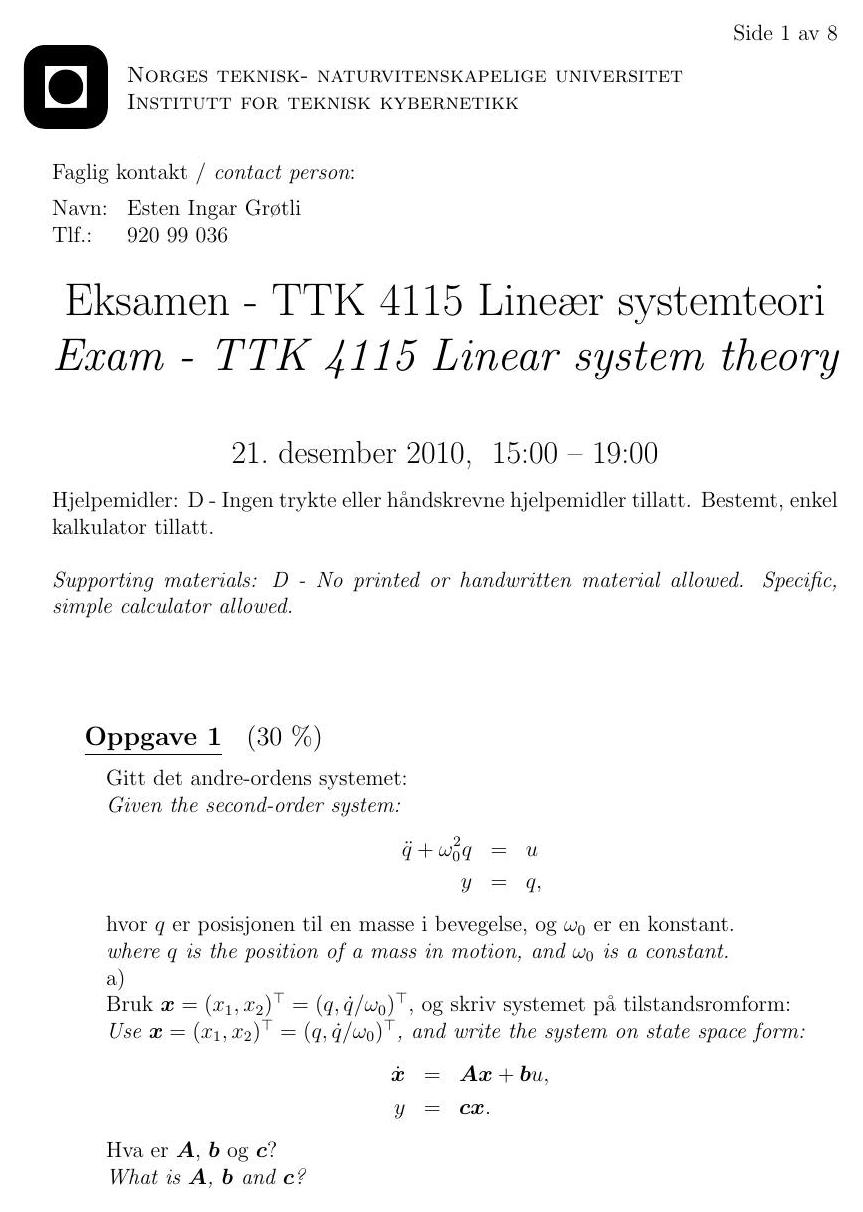 Side 1 av 8
Norges teknisk- naturvitenskapelige universitet
Institutt for teknisk kybernetikk
Faglig kontakt / contact person:
Navn: Esten Ingar Grøtli
Tlf.: 920 99 036
Eksamen - TTK 4115 Lineær systemteori
Exam - TTK 4115 Linear system theory
21. desember 2010, 15:00 – 19:00
Hjelpemidler: D - Ingen trykte eller håndskrevne hjelpemidler tillatt. Bestemt, enkel
kalkulator tillatt.
Supporting materials: D - No printed or handwritten material allowed. Specific,
simple calculator allowed.
Oppgave 1 (30 %)
Gitt det andre-ordens systemet:
Given the second-order system:
q̈ + ω₀²q = u
y = q,
hvor q er posisjonen til en masse i bevegelse, og ω₀ er en konstant.
where q is the position of a mass in motion, and ω₀ is a constant.
a)
Bruk x = (x₁, x₂)^⊤ = (q, q̇/ω₀)^⊤, og skriv systemet på tilstandsromform:
Use x = (x₁, x₂)^⊤ = (q, q̇/ω₀)^⊤, and write the system on state space form:
ẋ = Ax + bu,
y = cx.
Hva er A, b og c?
What is A, b and c?